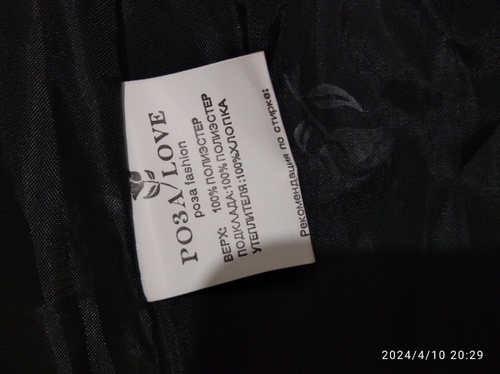 РОЗА/LOVE
роза fashion
ВЕРХ: 100% ПОЛИЭСТЕР
ПОДКЛАДА:100% ПОЛИЭСТЕР
УТЕПЛИТЕЛЯ:100%ХЛОПКА
Рекомендация по стирке:
2024/4/10 20:29